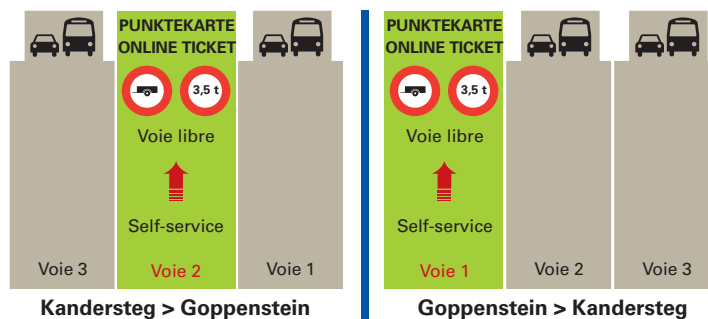 PUNKTEKARTE
ONLINE TICKET
3,5 t
Voie libre
Self-service
Voie 3
Voie 2
Voie 1
Kandersteg > Goppenstein
PUNKTEKARTE
ONLINE TICKET
3,5 t
Voie libre
Self-service
Voie 1
Voie 2
Voie 3
Goppenstein > Kandersteg